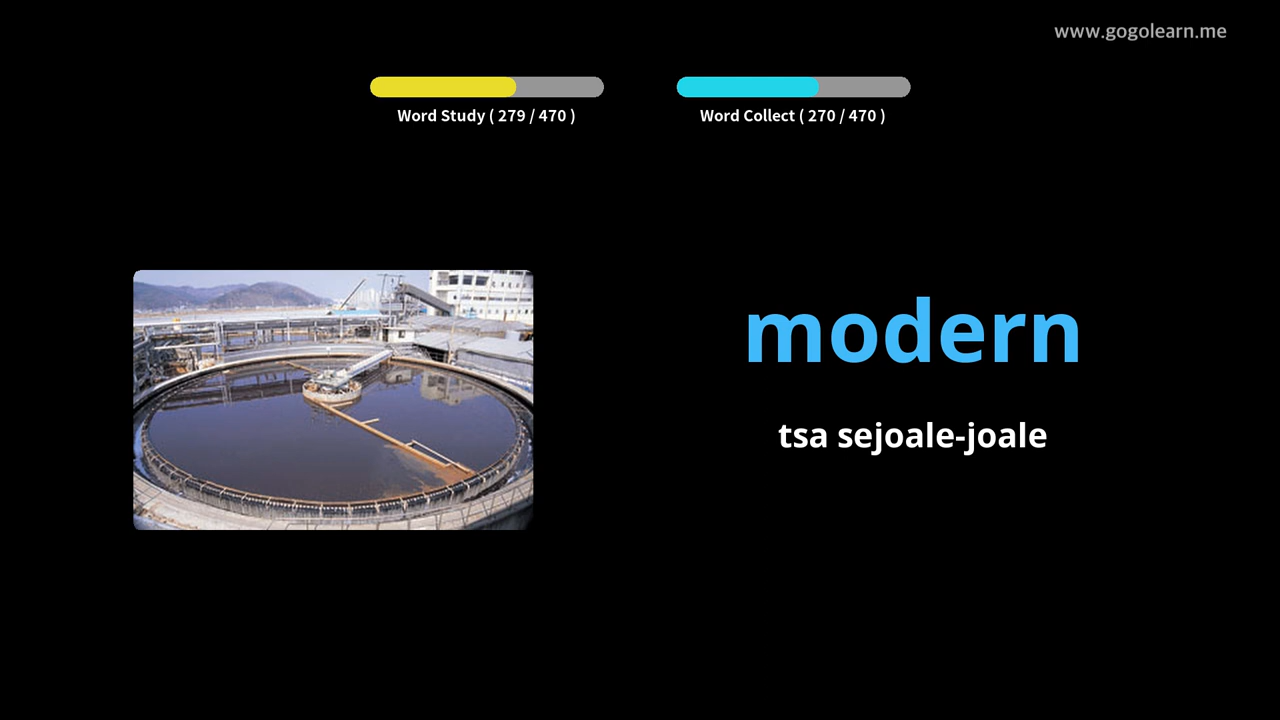 www.gogolearn.me
Word Study ( 279 / 470 )
Word Collect ( 270 / 470 )
modern
tsa sejoale-joale